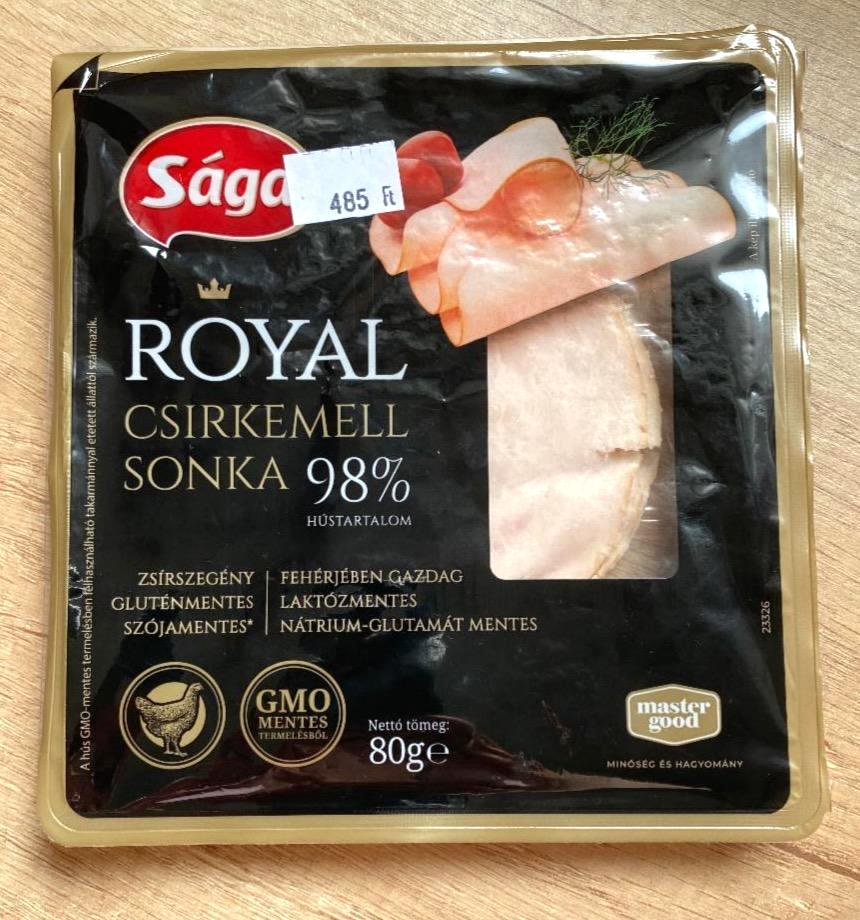 Sága
485 Ft
ROYAL
CSIRKEMELL
SONKA 98%
HÚSTARTALOM
ZSÍRSZEGÉNY
GLUTÉNMENTES
SZÓJAMENTES*
FEHÉRJÉBEN GAZDAG
LAKTÓZMENTES
NÁTRIUM-GLUTAMÁT MENTES
GMO
MENTES
TERMELÉSBŐL
Nettó tömeg:
80g℮
master
good
MINŐSÉG ÉS HAGYOMÁNY
A hús GMO-mentes termelésben felhasználható takarmánnyal etetett állattól származik.
A kép
23326